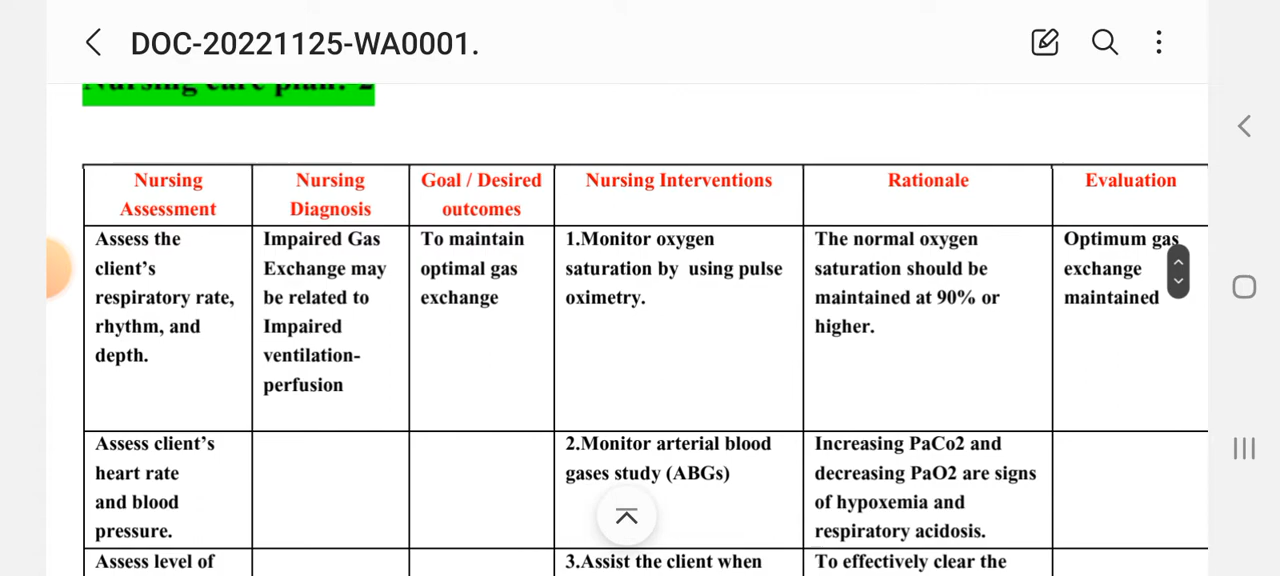 DOC-20221125-WA0001.
Nursing care plan: 2
Nursing
Assessment
Nursing
Diagnosis
Goal / Desired
outcomes
Nursing Interventions
Rationale
Evaluation
Assess the
client's
respiratory rate,
rhythm, and
depth.
Impaired Gas
Exchange may
be related to
Impaired
ventilation-
perfusion
To maintain
optimal gas
exchange
1.Monitor oxygen
saturation by using pulse
oximetry.
The normal oxygen
saturation should be
maintained at 90% or
higher.
Optimum gas
exchange
maintained
Assess client's
heart rate
and blood
pressure.
2.Monitor arterial blood
gases study (ABGs)
Increasing PaCo2 and
decreasing PaO2 are signs
of hypoxemia and
respiratory acidosis.
Assess level of
3.Assist the client when
To effectively clear the